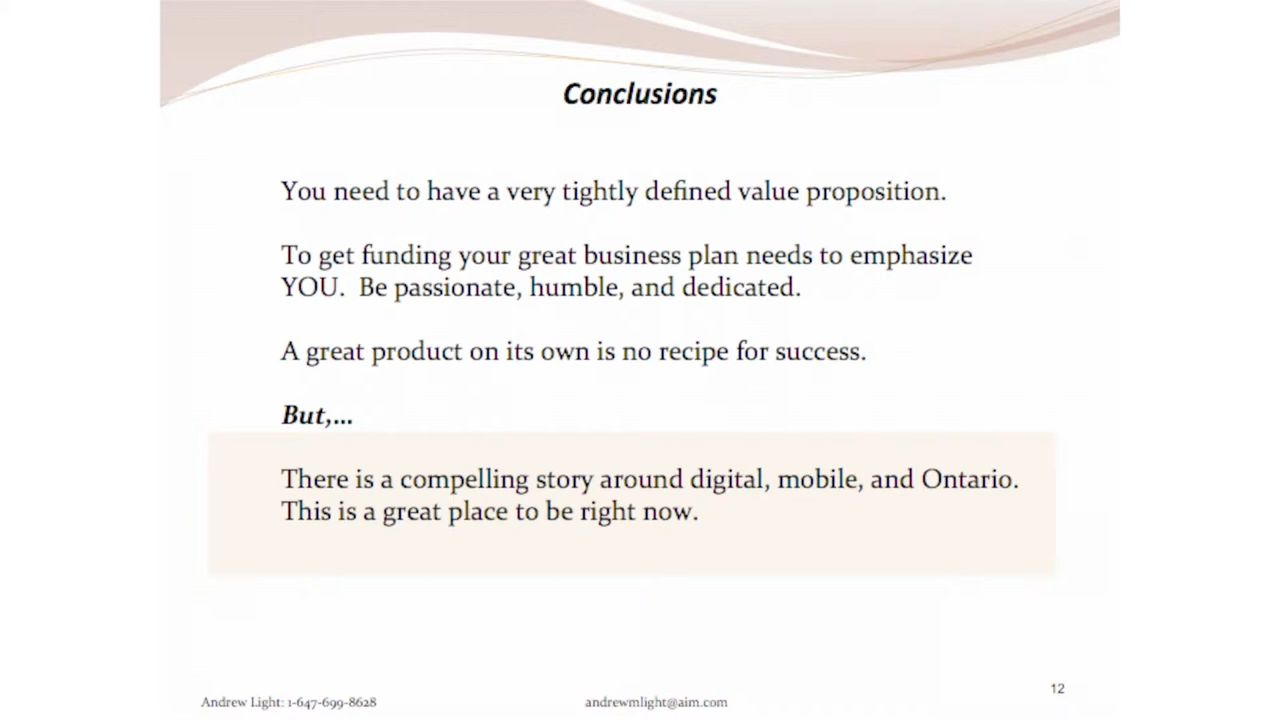 Conclusions
You need to have a very tightly defined value proposition.
To get funding your great business plan needs to emphasize
YOU. Be passionate, humble, and dedicated.
A great product on its own is no recipe for success.
But,...
There is a compelling story around digital, mobile, and Ontario.
This is a great place to be right now.
12
Andrew Light: 1-647-699-8628 andrewmlight@aim.com